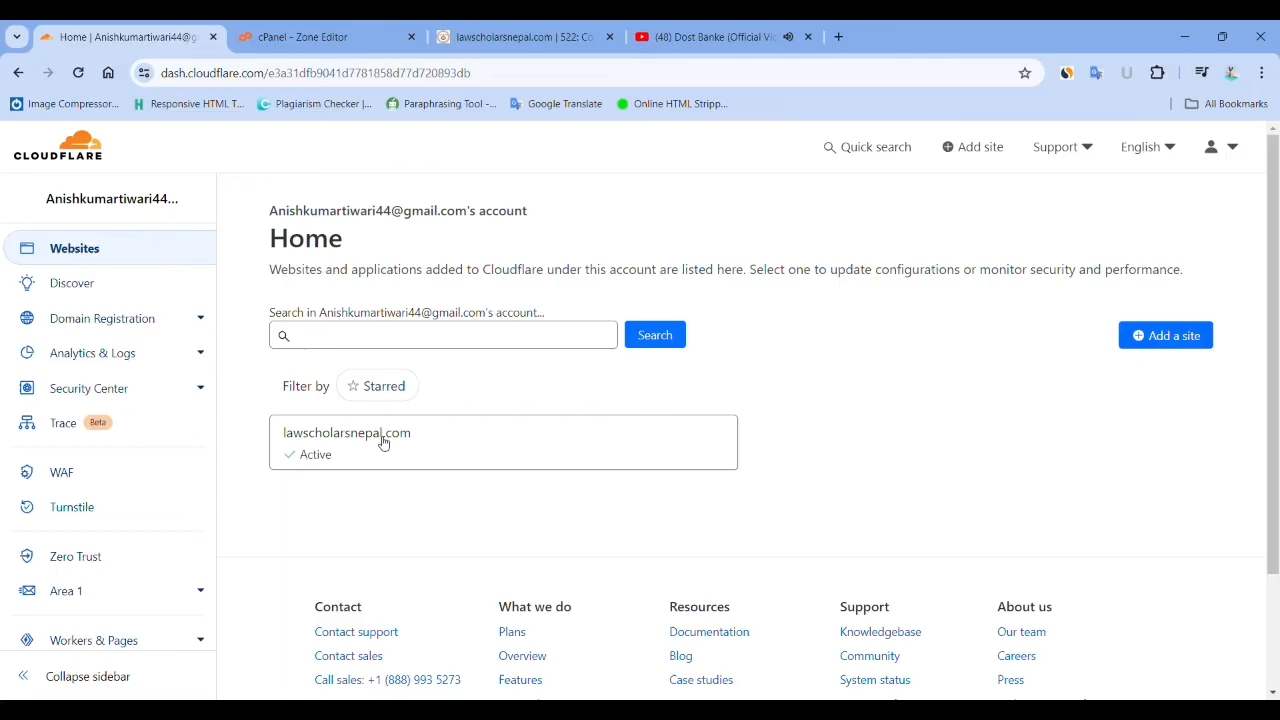 Home | Anishkumartiwari44@g
cPanel - Zone Editor
lawscholarsnepal.com | 522: Co
(48) Dost Banke (Official Vic
dash.cloudflare.com/e3a31dfb9041d7781858d77d720893db
Image Compressor...
Responsive HTML T...
Plagiarism Checker |...
Paraphrasing Tool -...
Google Translate
Online HTML Stripp...
All Bookmarks
CLOUDFLARE
Quick search
Add site
Support
English
Anishkumartiwari44...
Websites
Discover
Domain Registration
Analytics & Logs
Security Center
Trace Beta
WAF
Turnstile
Zero Trust
Area 1
Workers & Pages
Collapse sidebar
Anishkumartiwari44@gmail.com's account
Home
Websites and applications added to Cloudflare under this account are listed here. Select one to update configurations or monitor security and performance.
Search in Anishkumartiwari44@gmail.com's account...
Search
Add a site
Filter by
Starred
lawscholarsnepal.com
Active
Contact
Contact support
Contact sales
Call sales: +1 (888) 993 5273
What we do
Plans
Overview
Features
Resources
Documentation
Blog
Case studies
Support
Knowledgebase
Community
System status
About us
Our team
Careers
Press